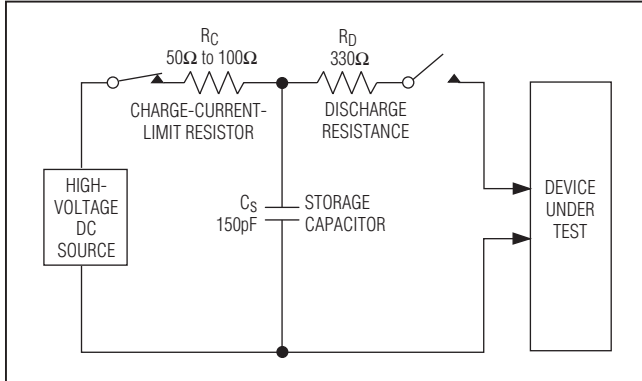 RC
50Ω to 100Ω
CHARGE-CURRENT-
LIMIT RESISTOR
RD
330Ω
DISCHARGE
RESISTANCE
HIGH-
VOLTAGE
DC
SOURCE
CS
150pF
STORAGE
CAPACITOR
DEVICE
UNDER
TEST